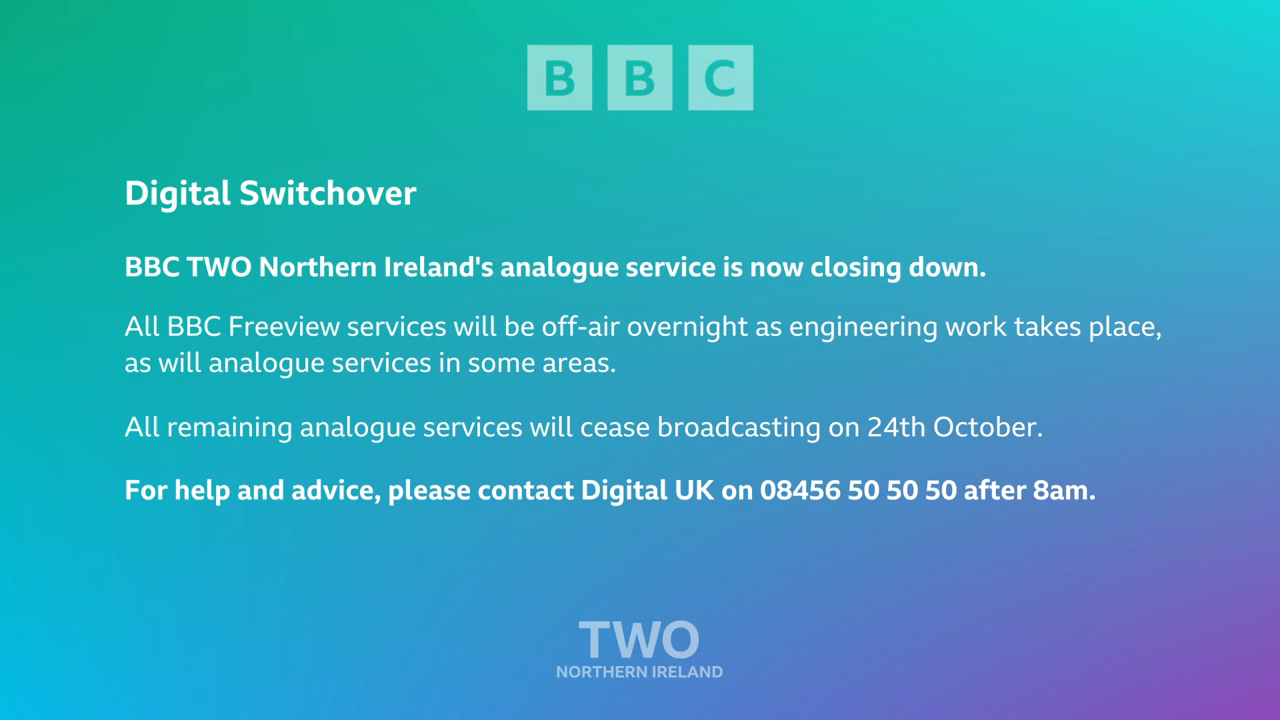 BBC
Digital Switchover
BBC TWO Northern Ireland's analogue service is now closing down.
All BBC Freeview services will be off-air overnight as engineering work takes place,
as will analogue services in some areas.
All remaining analogue services will cease broadcasting on 24th October.
For help and advice, please contact Digital UK on 08456 50 50 50 after 8am.
TWO
NORTHERN IRELAND